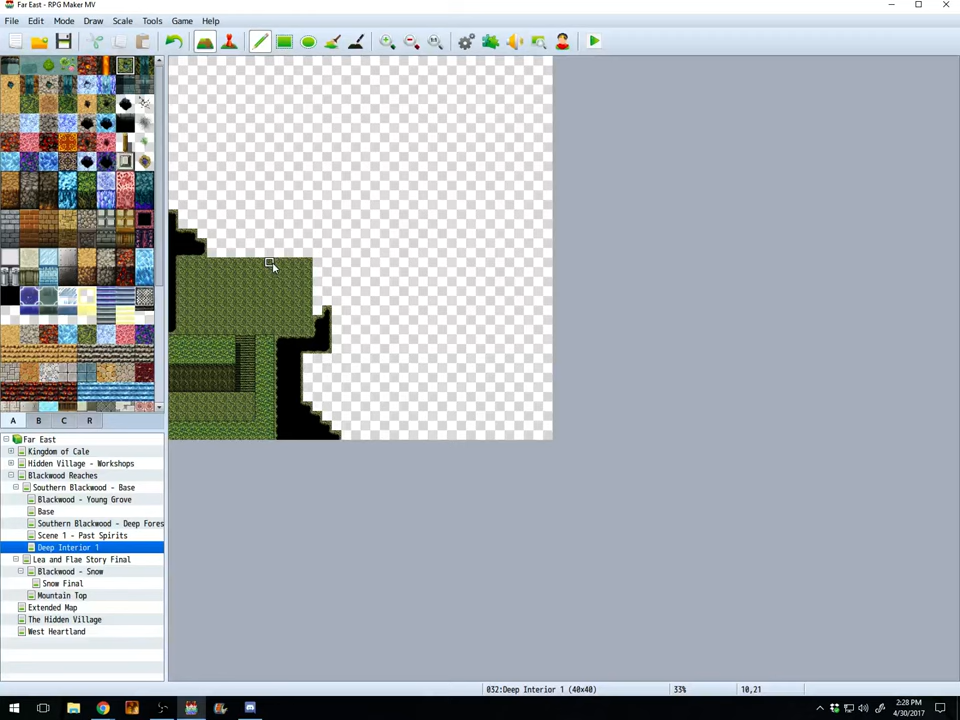 Far East - RPG Maker MV
File Edit Mode Draw Scale Tools Game Help
A B C R
Far East
Kingdom of Cale
Hidden Village - Workshops
Blackwood Reaches
Southern Blackwood - Base
Blackwood - Young Grove
Base
Southern Blackwood - Deep Fores
Scene 1 - Past Spirits
Deep Interior 1
Lea and Flae Story Final
Blackwood - Snow
Snow Final
Mountain Top
Extended Map
The Hidden Village
West Heartland
032:Deep Interior 1 (40x40) 33% 10,21
2:28 PM
4/30/2017